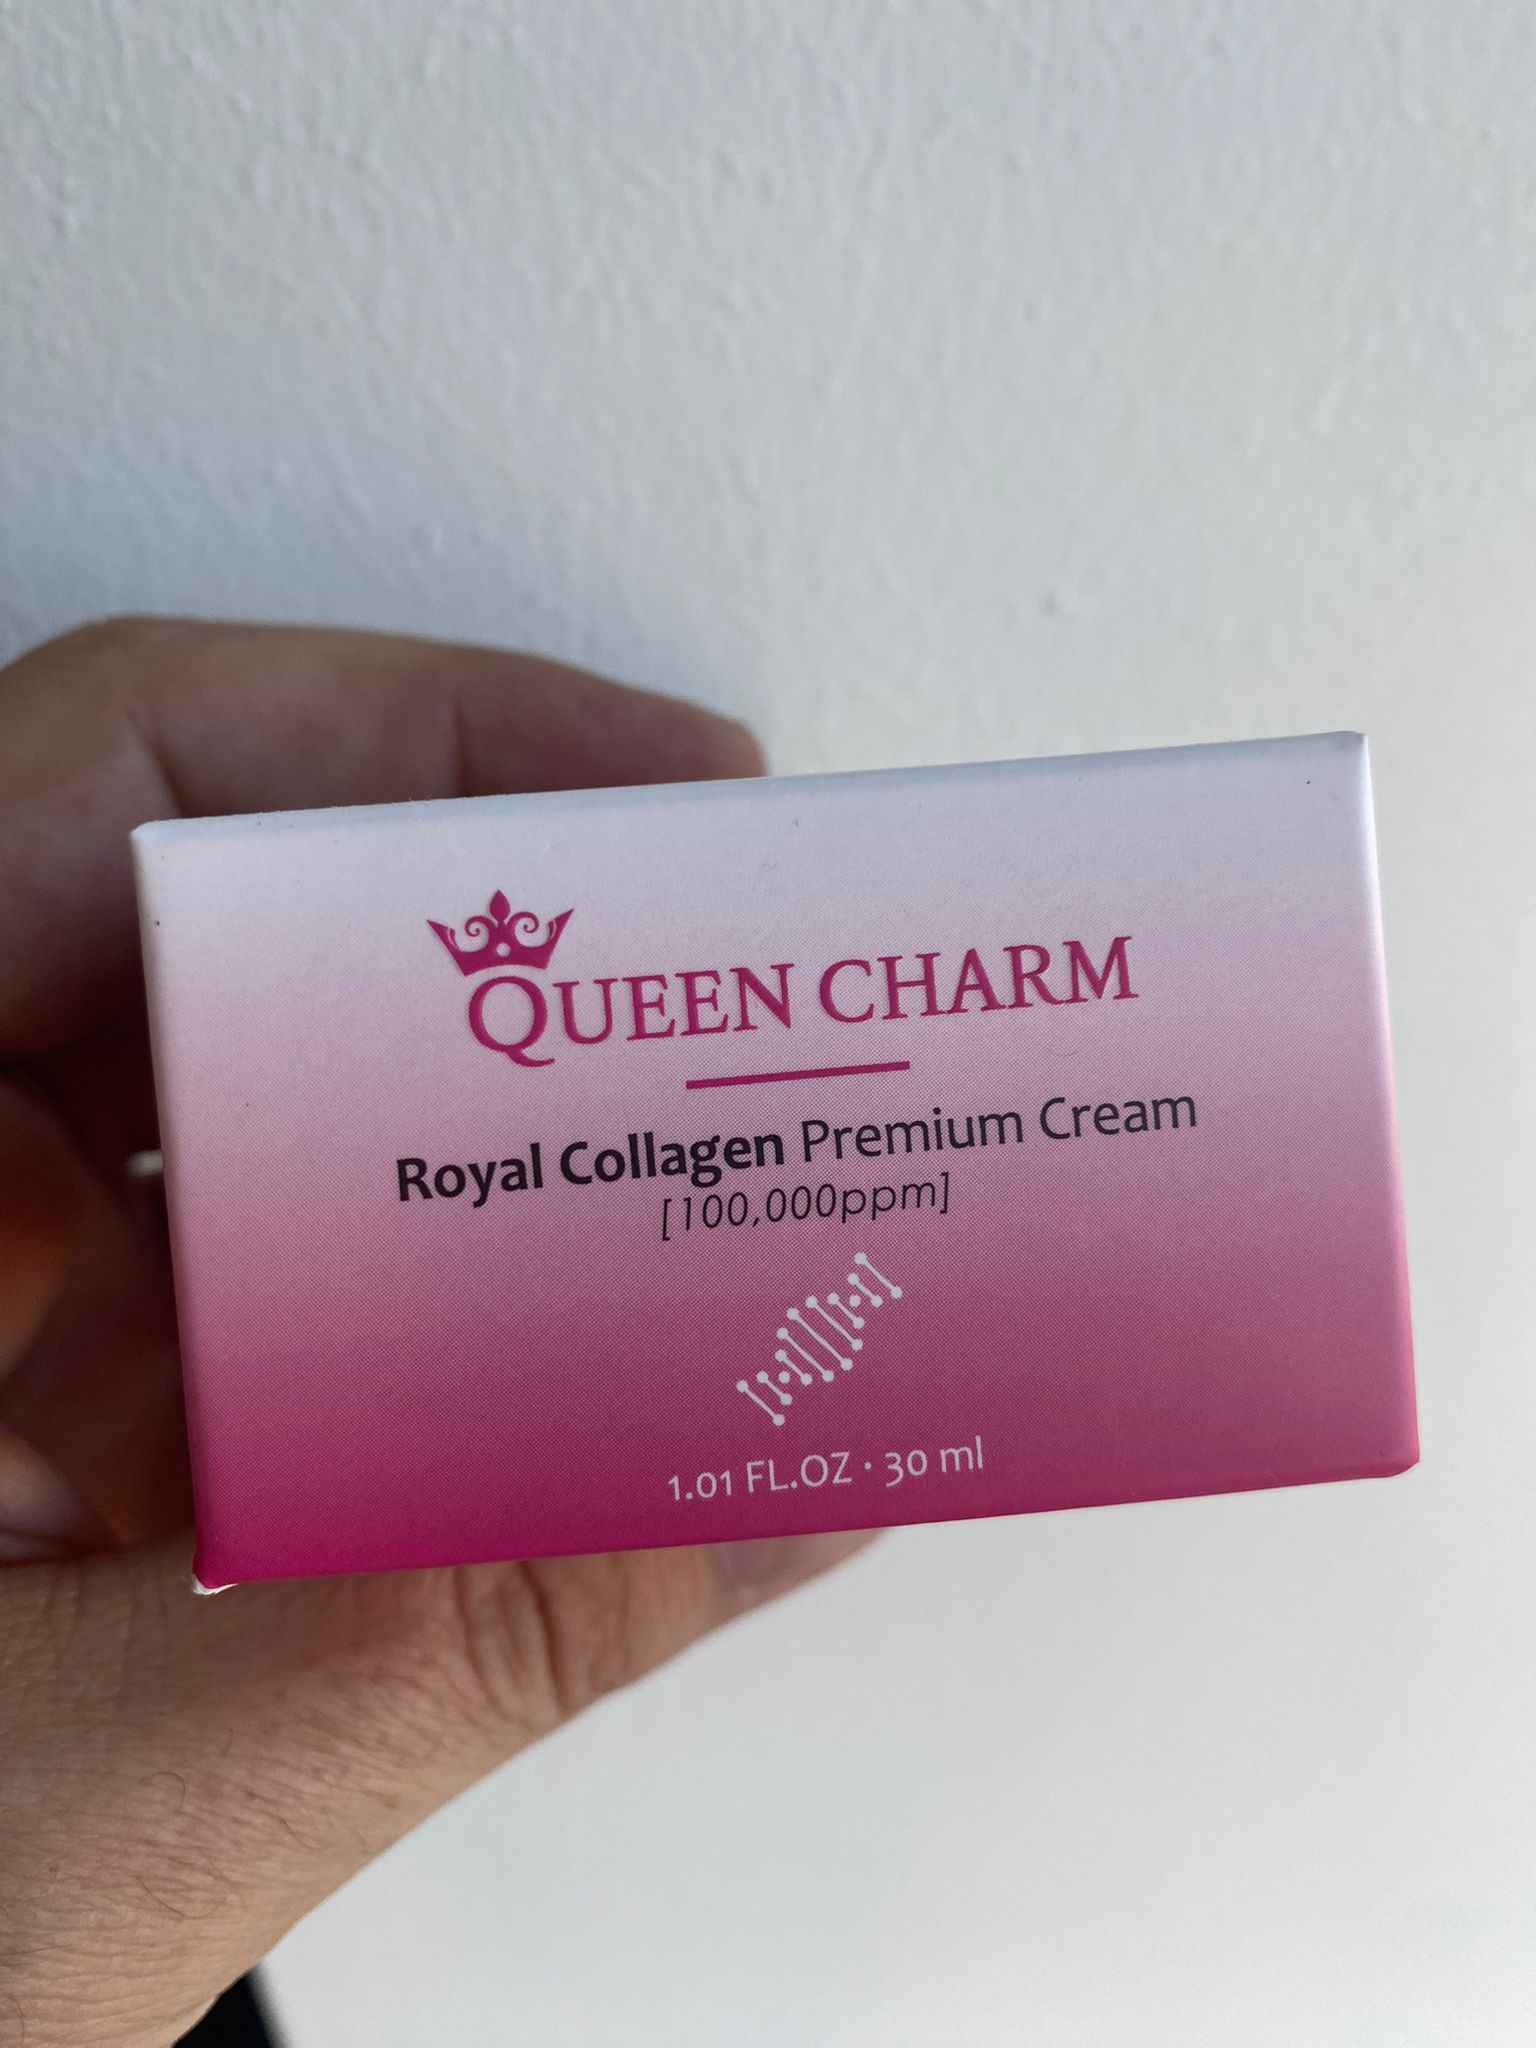 QUEEN CHARM
Royal Collagen Premium Cream
[100,000ppm]
1.01 FL.OZ · 30 ml